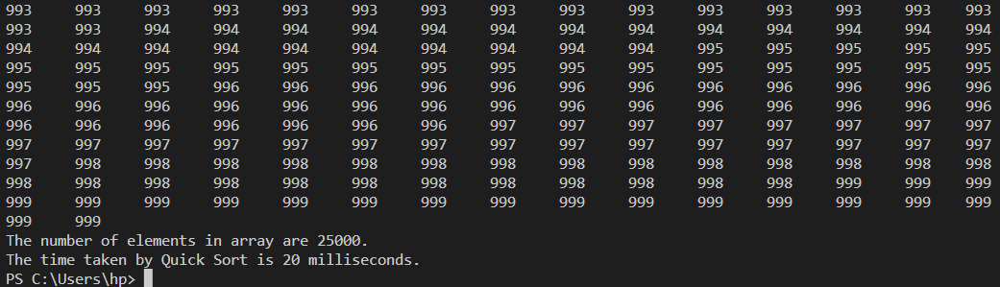 993 993 993 993 993 993 993 993 993 993 993 993 993 993 993
993 993 994 994 994 994 994 994 994 994 994 994 994 994 994
994 994 994 994 994 994 994 994 994 994 995 995 995 995 995
995 995 995 995 995 995 995 995 995 995 995 995 995 995 995
995 995 995 996 996 996 996 996 996 996 996 996 996 996 996
996 996 996 996 996 996 996 996 996 996 996 996 996 996 996
996 996 996 996 996 996 996 997 997 997 997 997 997 997 997
997 997 997 997 997 997 997 997 997 997 997 997 997 997 997
997 998 998 998 998 998 998 998 998 998 998 998 998 998 998
998 998 998 998 998 998 998 998 998 998 998 998 999 999 999
999 999 999 999 999 999 999 999 999 999 999 999 999 999 999
999 999
The number of elements in array are 25000.
The time taken by Quick Sort is 20 milliseconds.
PS C:\Users\hp>